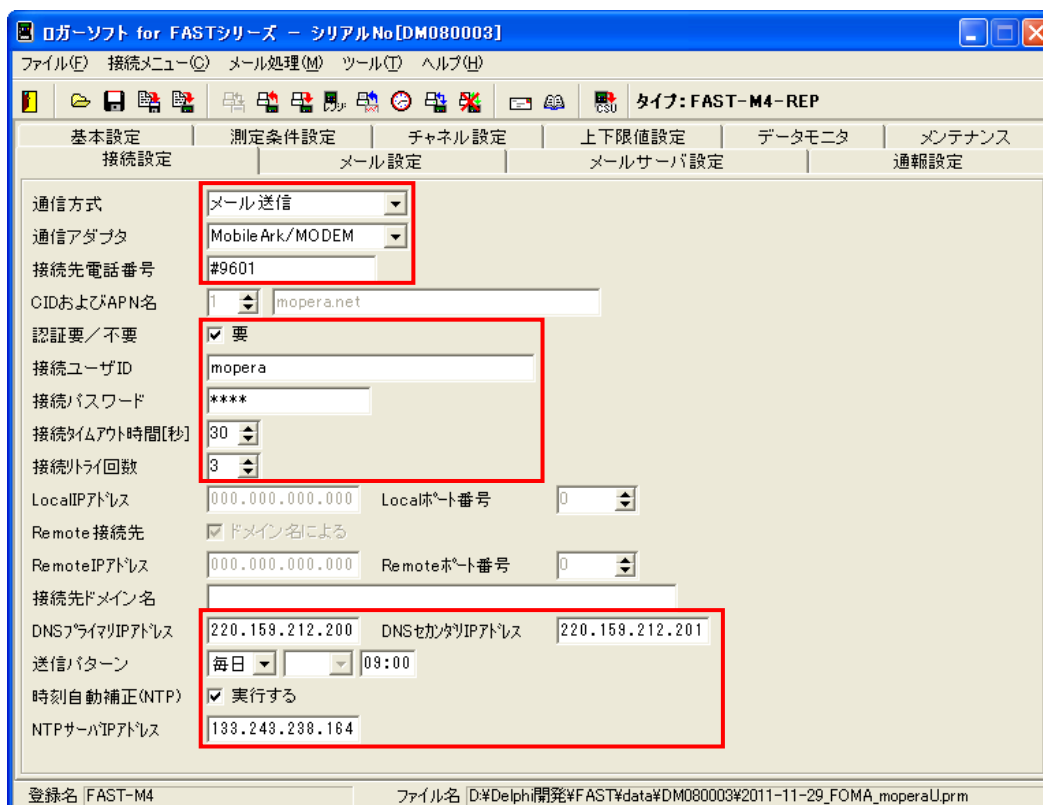 ロガーソフト for FASTシリーズ － シリアルNo[DM080003]
ファイル(F) 接続メニュー(C) メール処理(M) ツール(T) ヘルプ(H)
CSU タイプ:FAST-M4-REP
基本設定 測定条件設定 チャネル設定 上下限値設定 データモニタ メンテナンス
接続設定 メール設定 メールサーバ設定 通報設定
通信方式 メール送信
通信アダプタ MobileArk/MODEM
接続先電話番号 #9601
CIDおよびAPN名 1 mopera.net
認証要／不要 要
接続ユーザID mopera
接続パスワード ****
接続ﾀｲﾑｱｳﾄ時間[秒] 30
接続ﾘﾄﾗｲ回数 3
LocalIPｱﾄﾞﾚｽ 000.000.000.000 Localﾎﾟｰﾄ番号 0
Remote接続先 ドメイン名による
RemoteIPｱﾄﾞﾚｽ 000.000.000.000 Remoteﾎﾟｰﾄ番号 0
接続先ドメイン名
DNSﾌﾟﾗｲﾏﾘIPｱﾄﾞﾚｽ 220.159.212.200 DNSｾｶﾝﾀﾞﾘIPｱﾄﾞﾚｽ 220.159.212.201
送信パターン 毎日 09:00
時刻自動補正(NTP) 実行する
NTPｻｰﾊﾞIPｱﾄﾞﾚｽ 133.243.238.164
登録名 FAST-M4 ファイル名 D:¥Delphi開発¥FAST¥data¥DM080003¥2011-11-29_FOMA_moperaU.prm